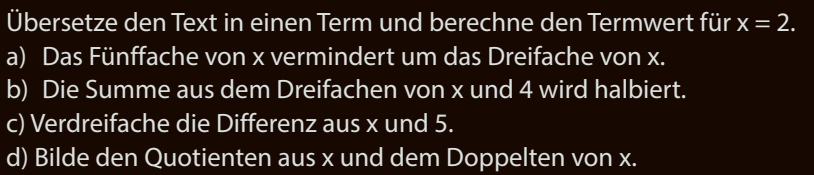 Übersetze den Text in einen Term und berechne den Termwert für x = 2.
a) Das Fünffache von x vermindert um das Dreifache von x.
b) Die Summe aus dem Dreifachen von x und 4 wird halbiert.
c) Verdreifache die Differenz aus x und 5.
d) Bilde den Quotienten aus x und dem Doppelten von x.